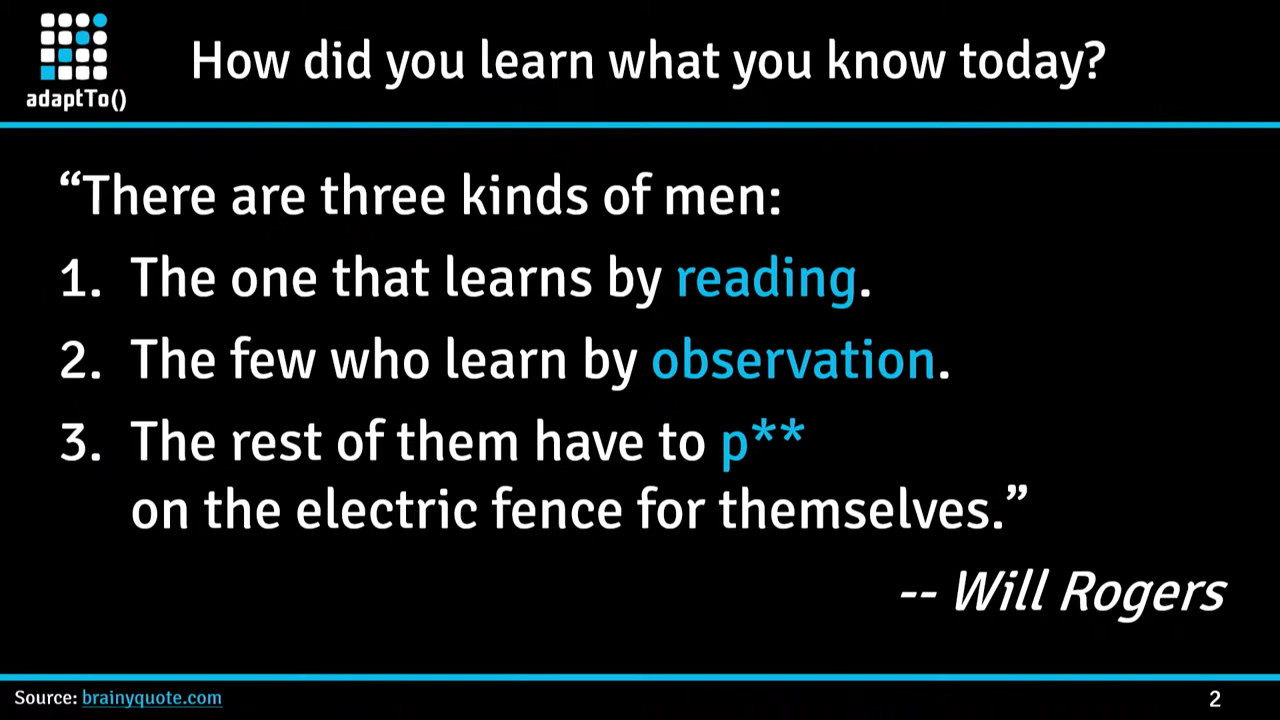 adaptTo()
How did you learn what you know today?
“There are three kinds of men:
1. The one that learns by reading.
2. The few who learn by observation.
3. The rest of them have to p**
on the electric fence for themselves.”
-- Will Rogers
Source: brainyquote.com
2